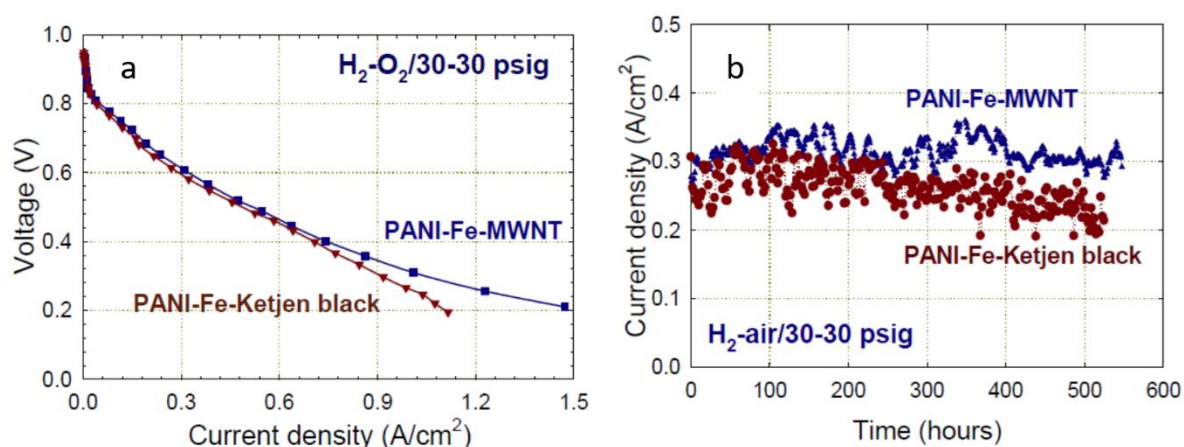 a
H₂-O₂/30-30 psig
PANI-Fe-MWNT
PANI-Fe-Ketjen black
Voltage (V)
1.0
0.8
0.6
0.4
0.2
0.0
0.0 0.3 0.6 0.9 1.2 1.5
Current density (A/cm²)
b
PANI-Fe-MWNT
PANI-Fe-Ketjen black
H₂-air/30-30 psig
Current density (A/cm²)
0.5
0.4
0.3
0.2
0.1
0.0
0 100 200 300 400 500 600
Time (hours)